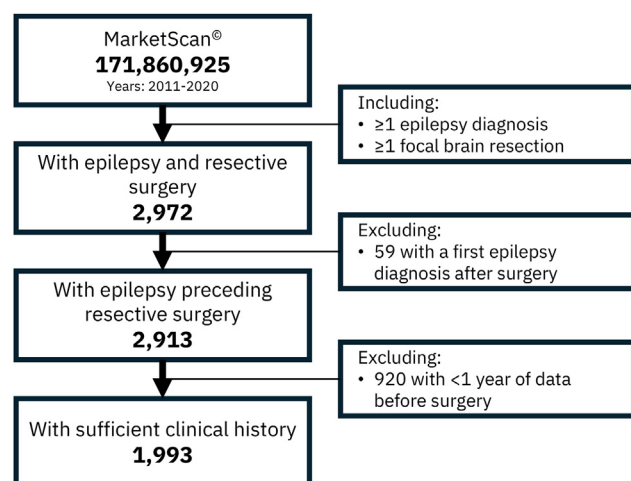 MarketScan©
171,860,925
Years: 2011-2020
Including:
• ≥1 epilepsy diagnosis
• ≥1 focal brain resection
With epilepsy and resective
surgery
2,972
Excluding:
• 59 with a first epilepsy
diagnosis after surgery
With epilepsy preceding
resective surgery
2,913
Excluding:
• 920 with <1 year of data
before surgery
With sufficient clinical history
1,993